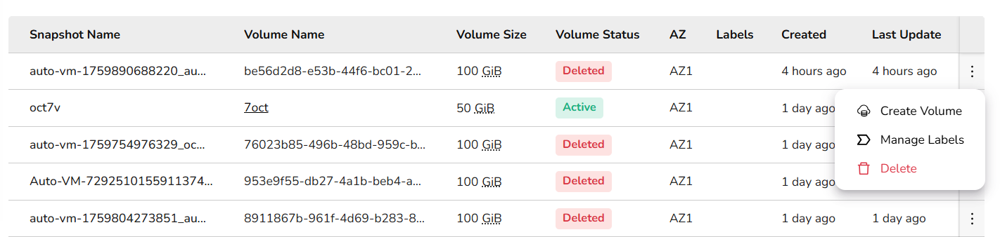 Snapshot Name Volume Name Volume Size Volume Status AZ Labels Created Last Update
auto-vm-1759890688220_au... be56d2d8-e53b-44f6-bc01-2... 100 GiB Deleted AZ1 4 hours ago 4 hours ago
oct7v 7oct 50 GiB Active AZ1 1 day ago
Create Volume
auto-vm-1759754976329_oc... 76023b85-496b-48bd-959c-b... 100 GiB Deleted AZ1 1 day ago
Manage Labels
Auto-VM-7292510155911374... 953e9f55-db27-4a1b-beb4-a... 100 GiB Deleted AZ1 1 day ago
Delete
auto-vm-1759804273851_au... 8911867b-961f-4d69-b283-8... 100 GiB Deleted AZ1 1 day ago 1 day ago